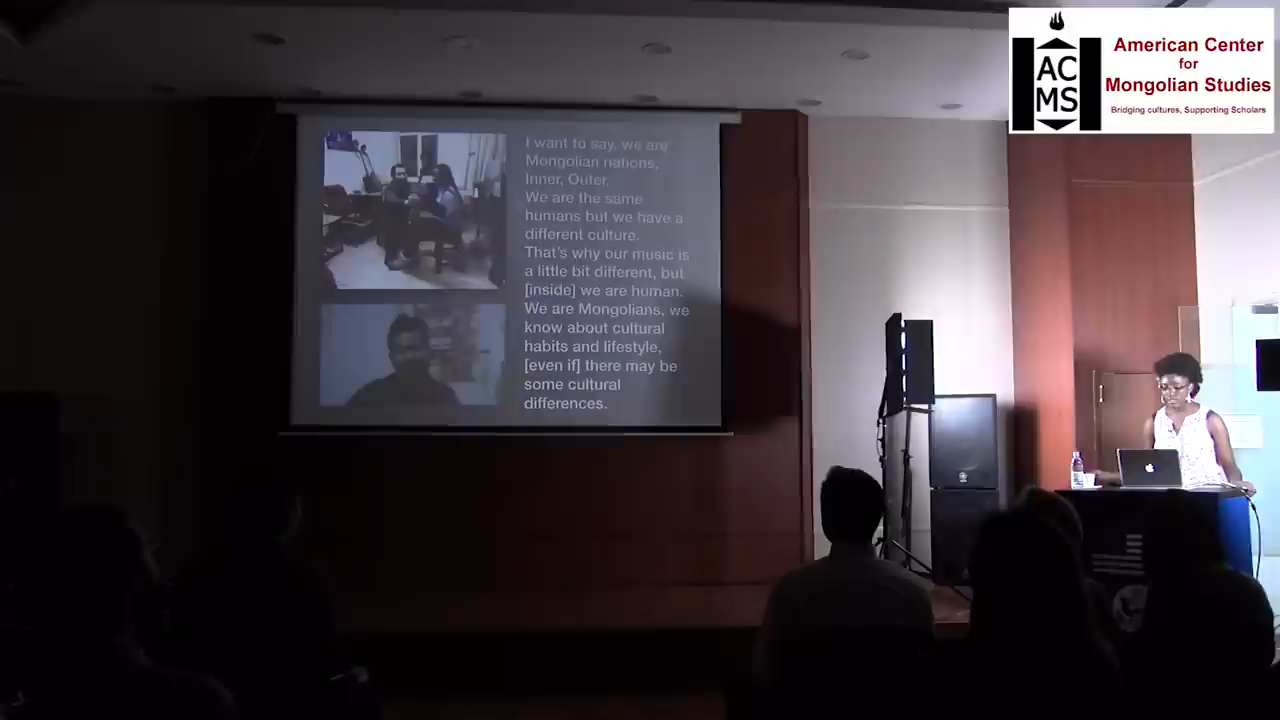 I want to say, we are
Mongolian nations,
Inner, Outer.
We are the same
humans but we have a
different culture.
That's why our music is
a little bit different, but
[inside] we are human.
We are Mongolians, we
know about cultural
habits and lifestyle,
[even if] there may be
some cultural
differences.
AC
MS
American Center
for
Mongolian Studies
Bridging cultures, Supporting Scholars